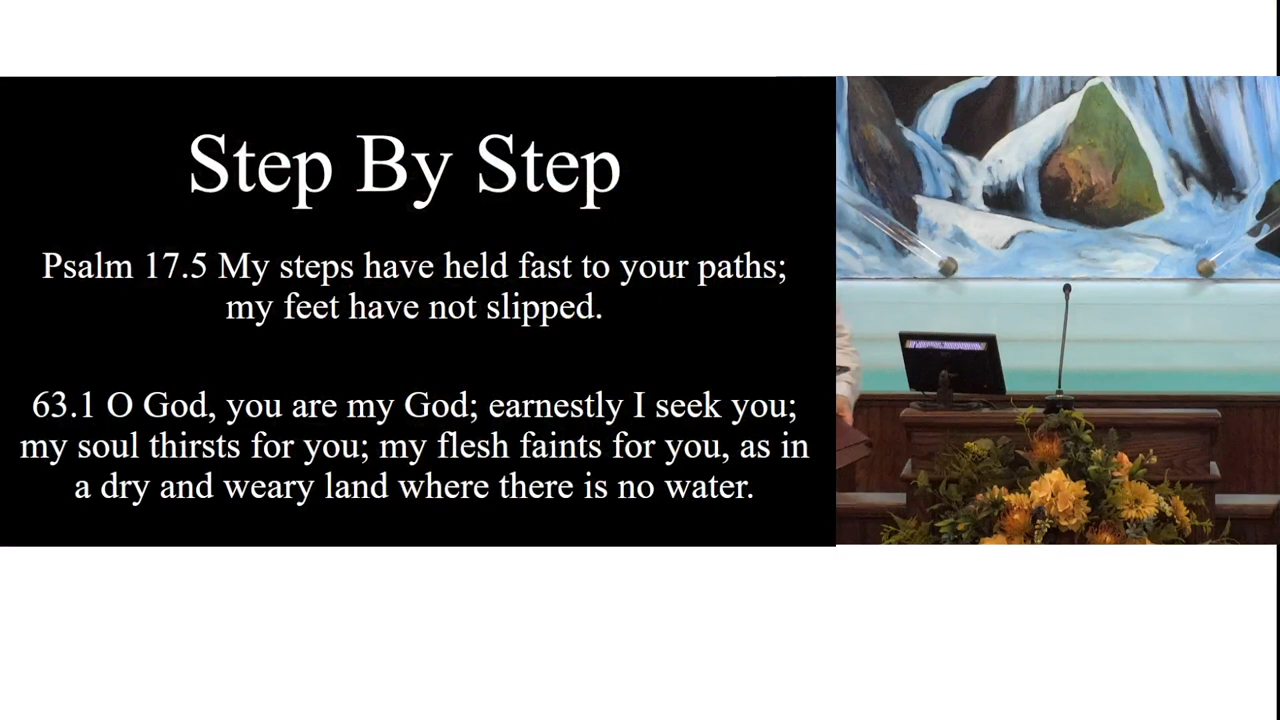 Step By Step
Psalm 17.5 My steps have held fast to your paths;
my feet have not slipped.
63.1 O God, you are my God; earnestly I seek you;
my soul thirsts for you; my flesh faints for you, as in
a dry and weary land where there is no water.